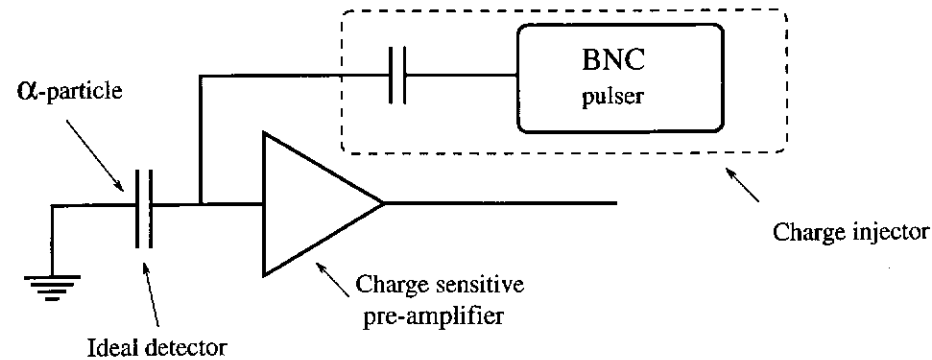 BNC
pulser
α-particle
Charge injector
Charge sensitive
pre-amplifier
Ideal detector